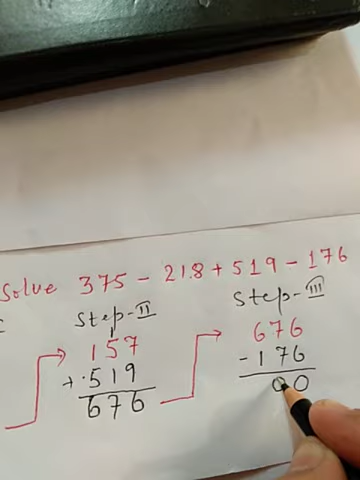 Solve 375 - 218 + 519 - 176
Step-II
157
+ 519
676
Step-III
676
- 176
00